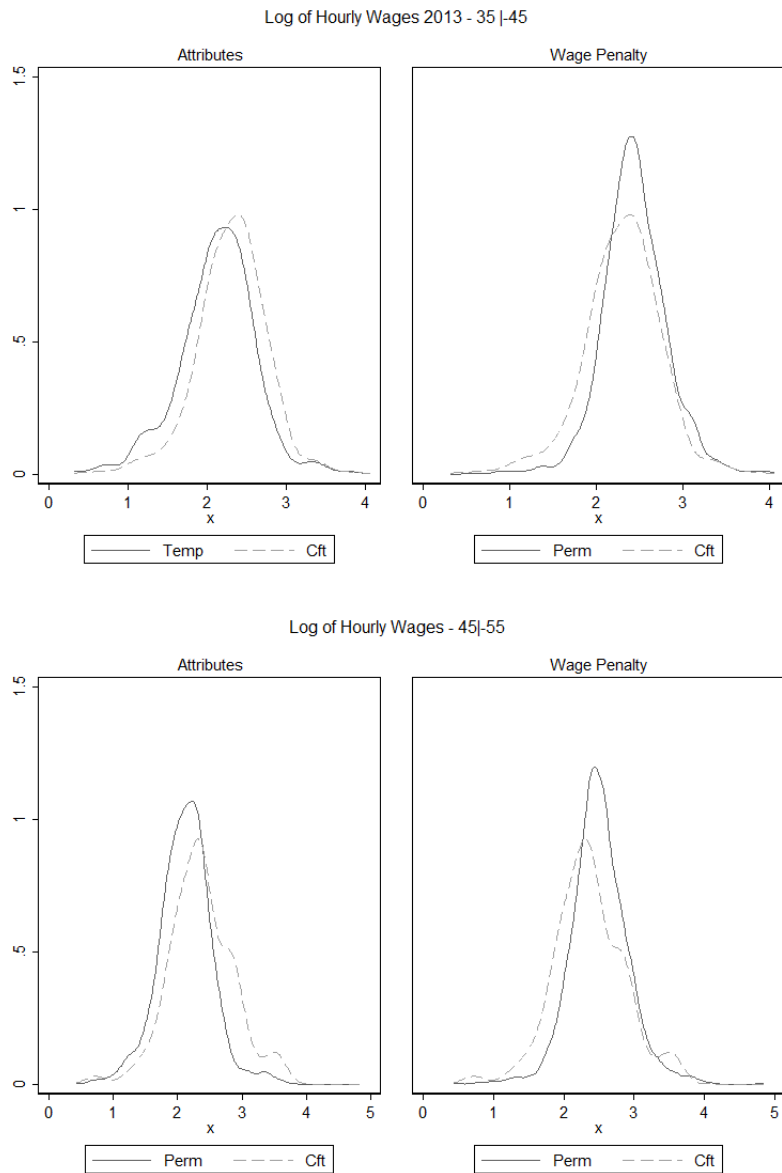 Log of Hourly Wages 2013 - 35 |-45
Attributes
Wage Penalty
1.5
1
.5
0
0 1 2 3 4
x
0 1 2 3 4
x
Temp Cft
Perm Cft
Log of Hourly Wages - 45|-55
Attributes
Wage Penalty
1.5
1
.5
0
0 1 2 3 4 5
x
0 1 2 3 4 5
x
Perm Cft
Perm Cft